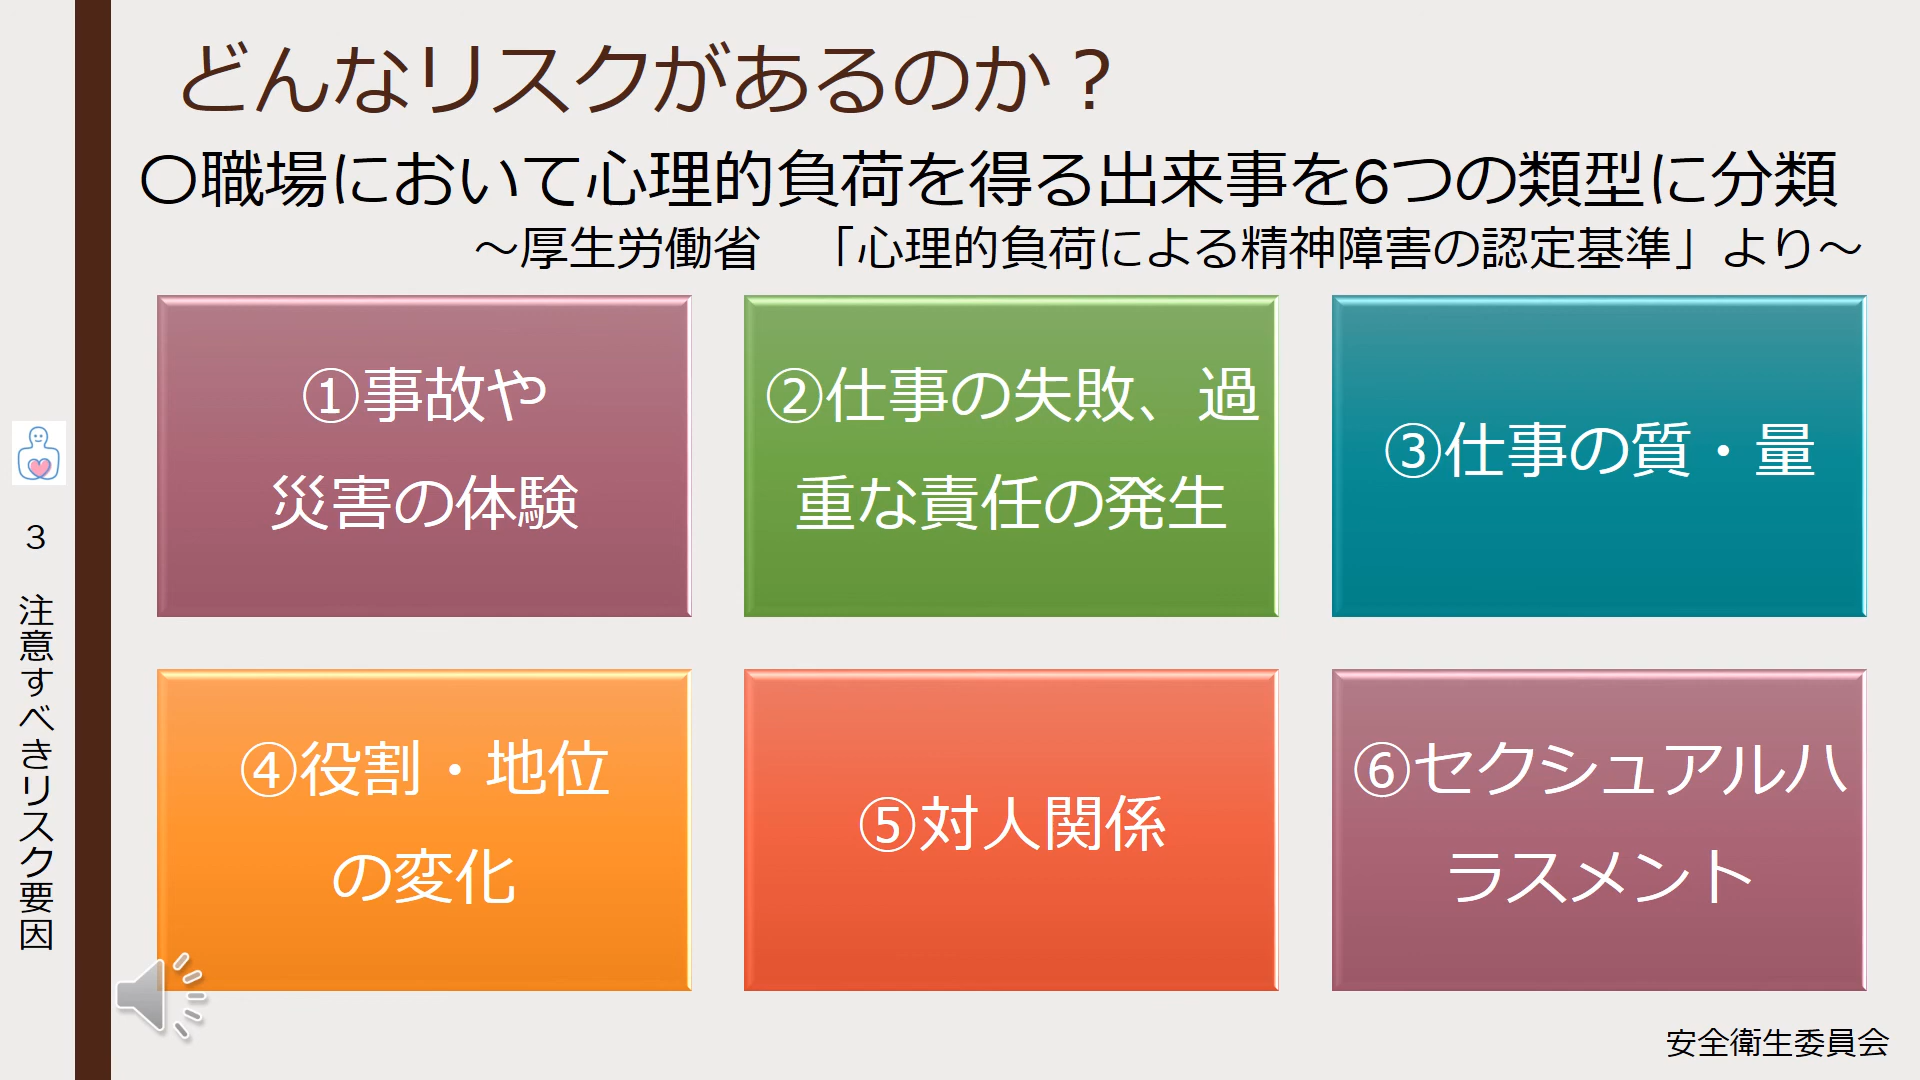 どんなリスクがあるのか？
〇職場において心理的負荷を得る出来事を6つの類型に分類
～厚生労働省　「心理的負荷による精神障害の認定基準」より～
①事故や
災害の体験
②仕事の失敗、過
重な責任の発生
③仕事の質・量
④役割・地位
の変化
⑤対人関係
⑥セクシュアルハ
ラスメント
３　注意すべきリスク要因
安全衛生委員会